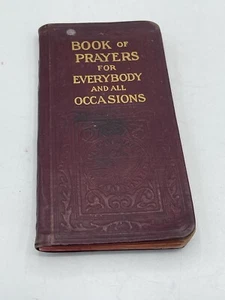 BOOK OF
PRAYERS
FOR
EVERYBODY
AND ALL
OCCASIONS